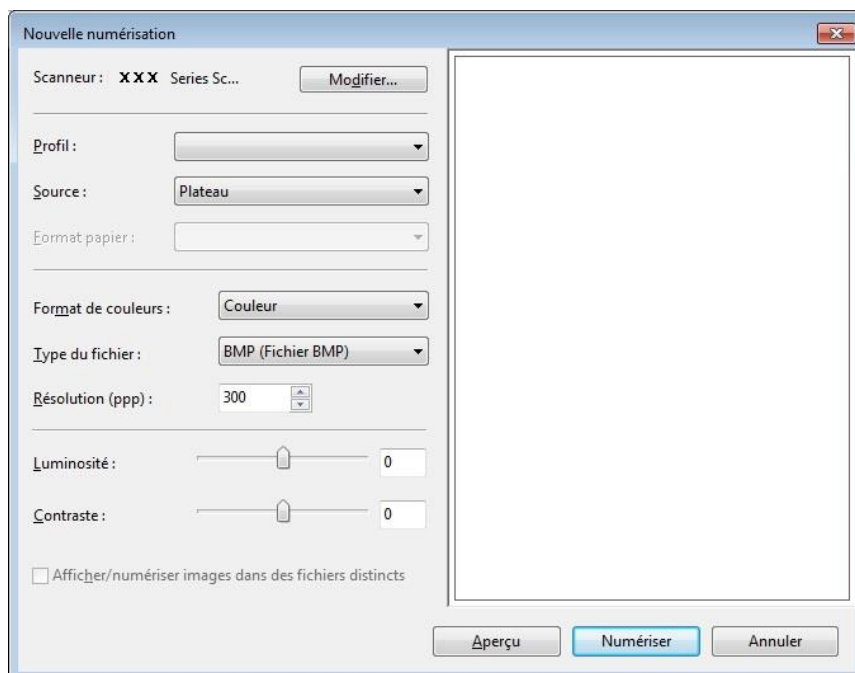 Nouvelle numérisation
Scanneur : XXX Series Sc... Modifier...
Profil :
Source : Plateau
Format papier :
Format de couleurs : Couleur
Type du fichier : BMP (Fichier BMP)
Résolution (ppp) : 300
Luminosité : 0
Contraste : 0
Afficher/numériser images dans des fichiers distincts
Aperçu Numériser Annuler